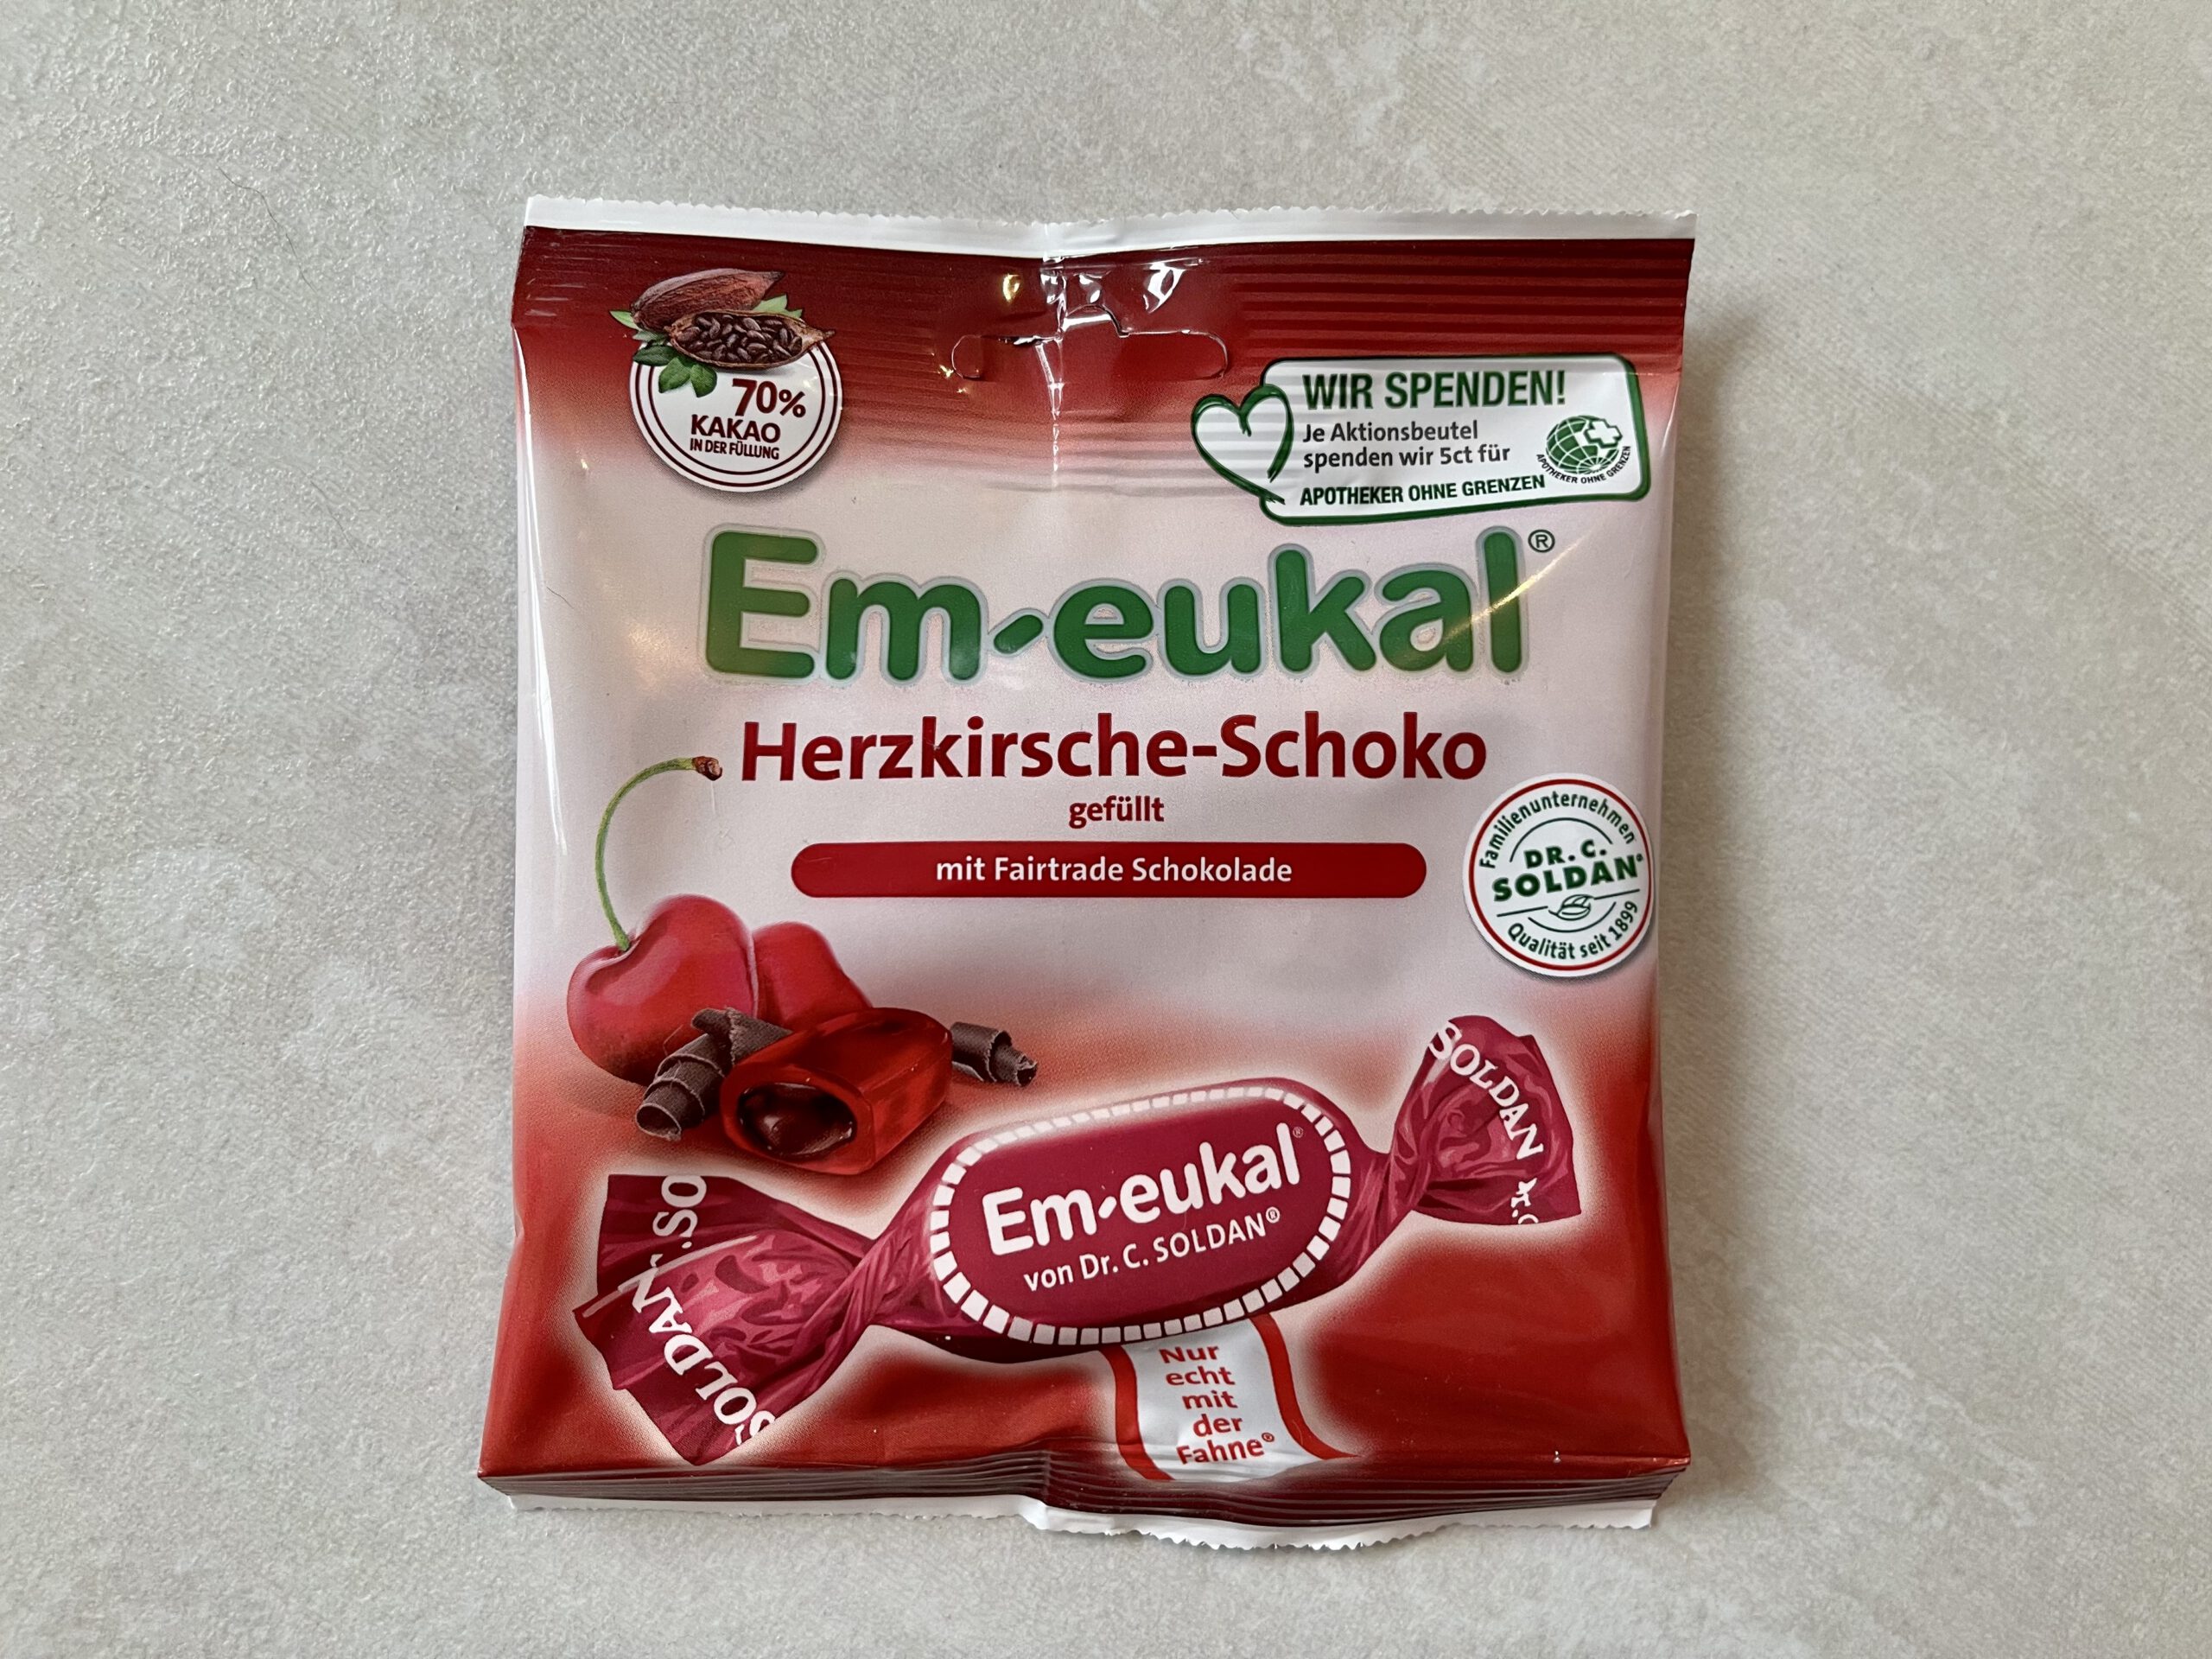 70%
KAKAO
IN DER FÜLLUNG
WIR SPENDEN!
Je Aktionsbeutel
spenden wir 5ct für
APOTHEKER OHNE GRENZEN
APOTHEKER OHNE GRENZEN
Em-eukal®
Herzkirsche-Schoko
gefüllt
mit Fairtrade Schokolade
Familienunternehmen
DR. C.
SOLDAN®
Qualität seit 1899
SOLDAN
Em-eukal®
von Dr. C. SOLDAN®
SOLDAN
SOLDAN
Nur
echt
mit
der
Fahne®